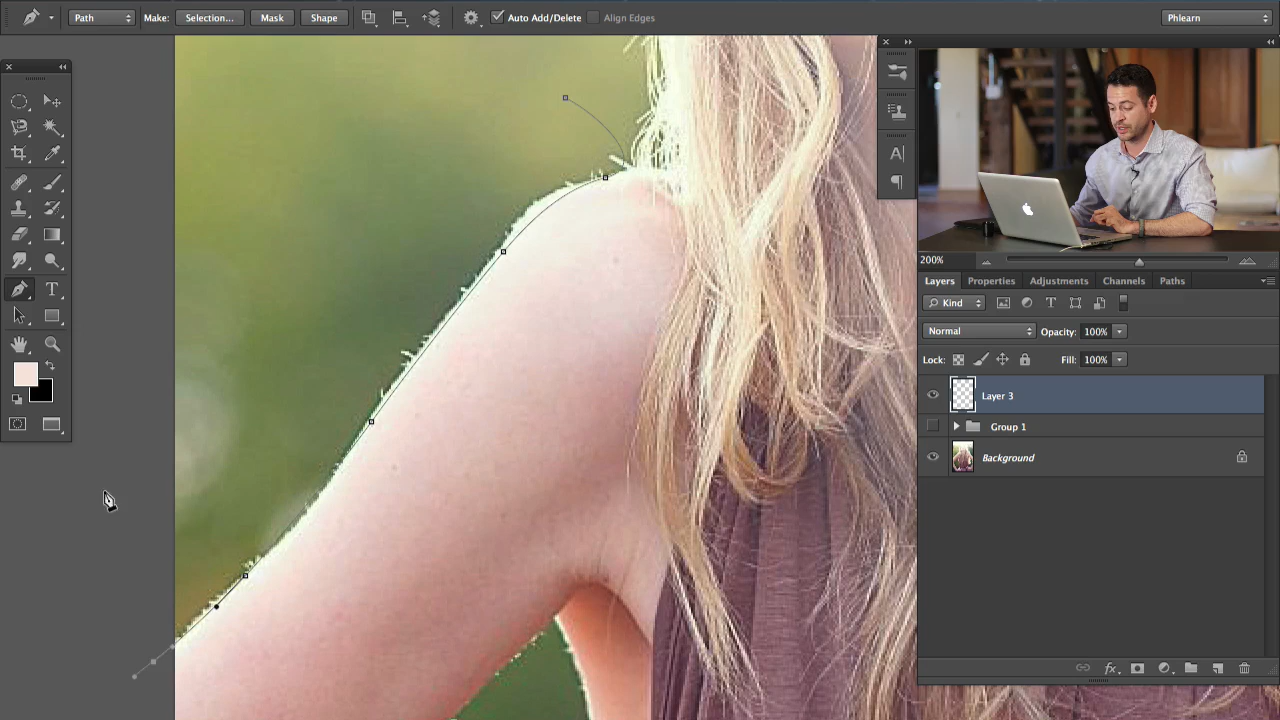 Path Make: Selection... Mask Shape Auto Add/Delete Align Edges Phlearn
T
A
200%
Layers Properties Adjustments Channels Paths
Kind T
Normal Opacity: 100%
Lock: Fill: 100%
Layer 3
Group 1
Background
fx